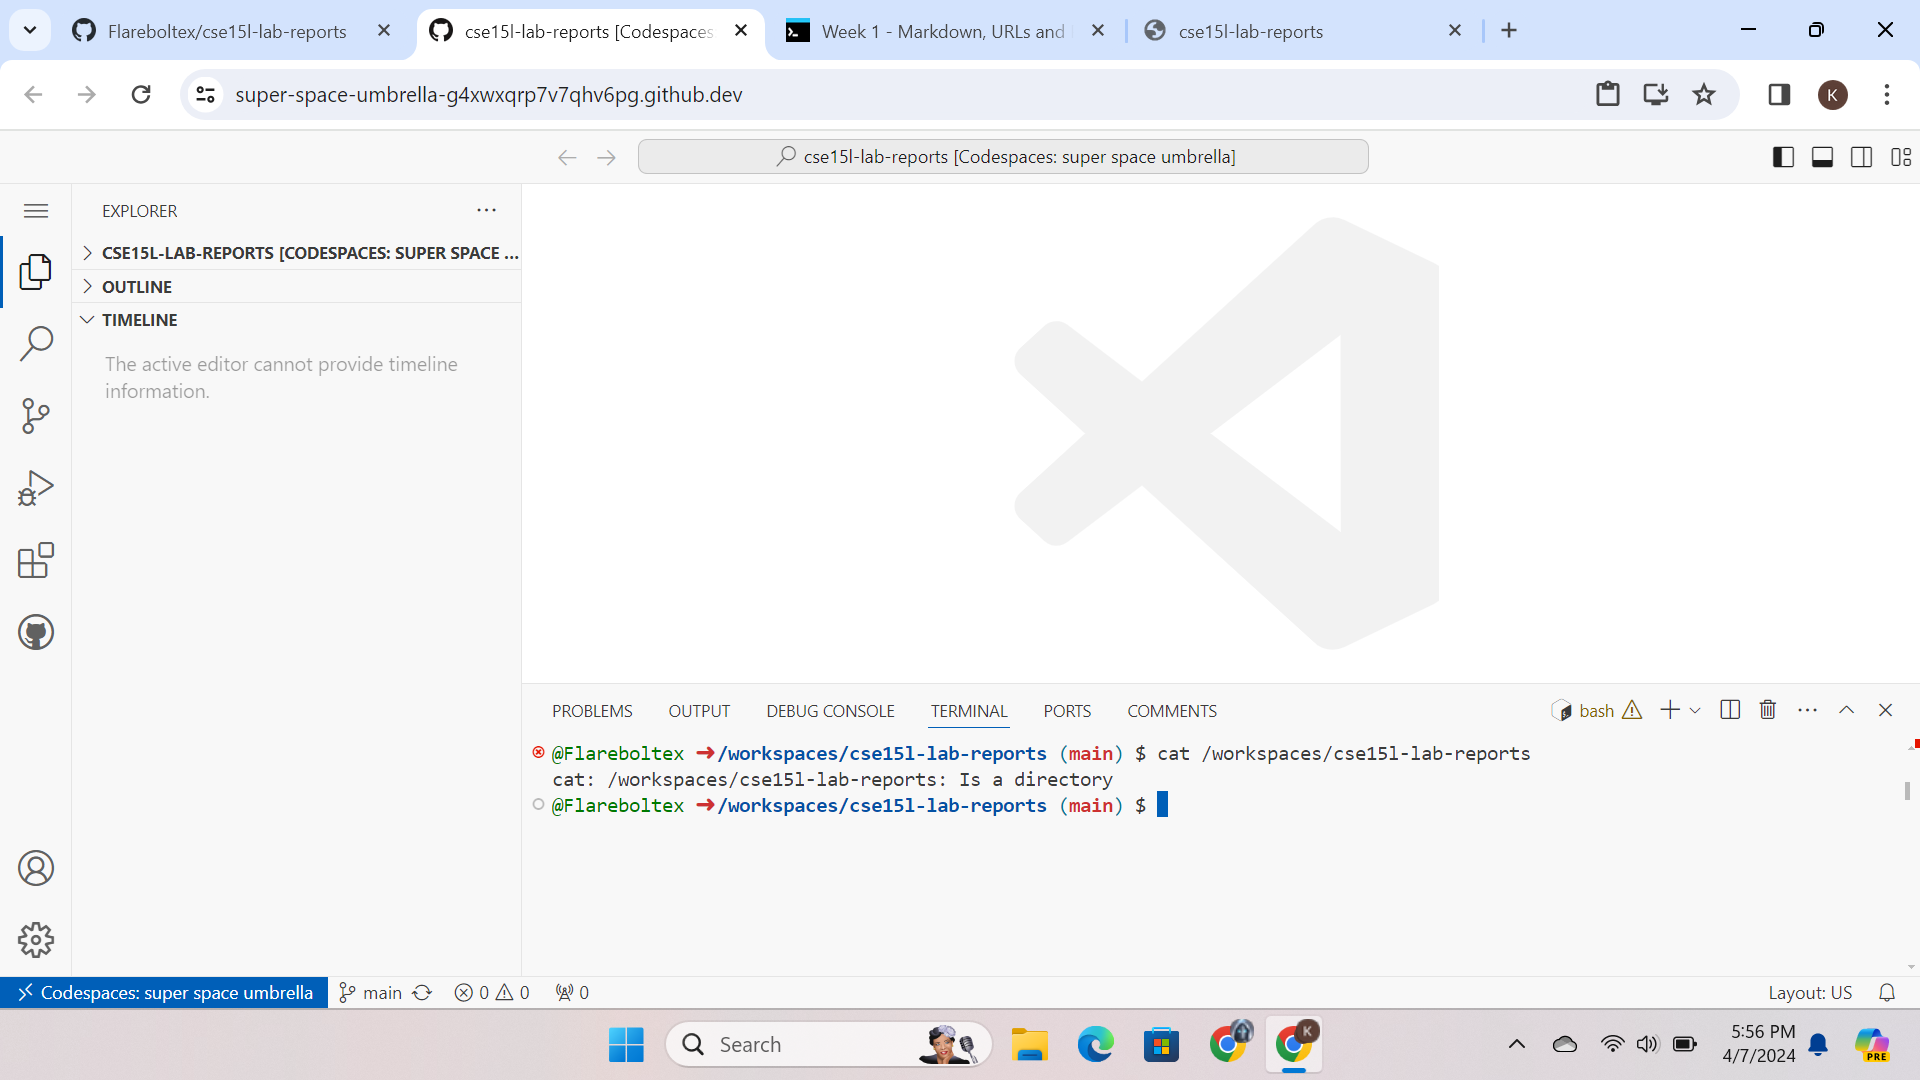 Flareboltex/cse15l-lab-reports
cse15l-lab-reports [Codespaces
Week 1 - Markdown, URLs and
cse15l-lab-reports
super-space-umbrella-g4xwxqrp7v7qhv6pg.github.dev
K
cse15l-lab-reports [Codespaces: super space umbrella]
EXPLORER
CSE15L-LAB-REPORTS [CODESPACES: SUPER SPACE ...
OUTLINE
TIMELINE
The active editor cannot provide timeline
information.
PROBLEMS
OUTPUT
DEBUG CONSOLE
TERMINAL
PORTS
COMMENTS
bash
@Flareboltex ➜/workspaces/cse15l-lab-reports (main) $ cat /workspaces/cse15l-lab-reports
cat: /workspaces/cse15l-lab-reports: Is a directory
@Flareboltex ➜/workspaces/cse15l-lab-reports (main) $
Codespaces: super space umbrella
main
0
0
0
Layout: US
Search
K
5:56 PM
4/7/2024
PRE